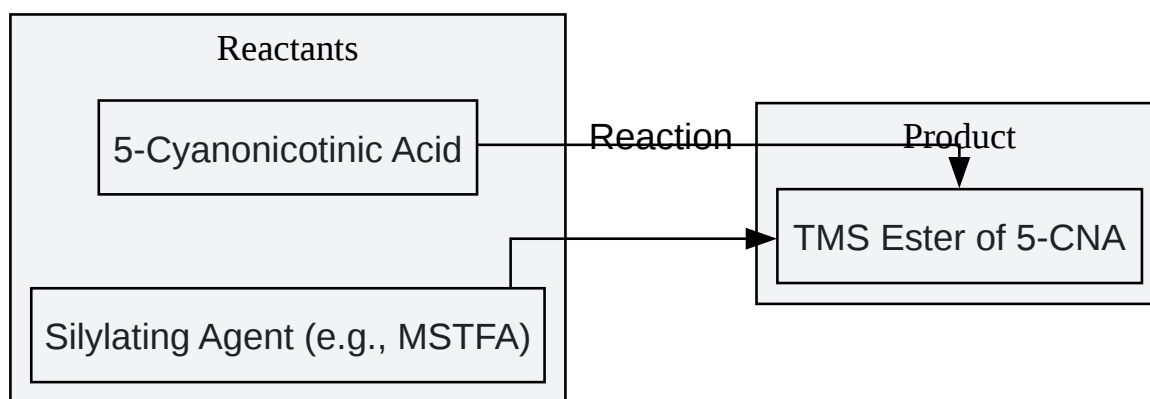 Reactants
5-Cyanonicotinic Acid
Silylating Agent (e.g., MSTFA)
Reaction
Product
TMS Ester of 5-CNA